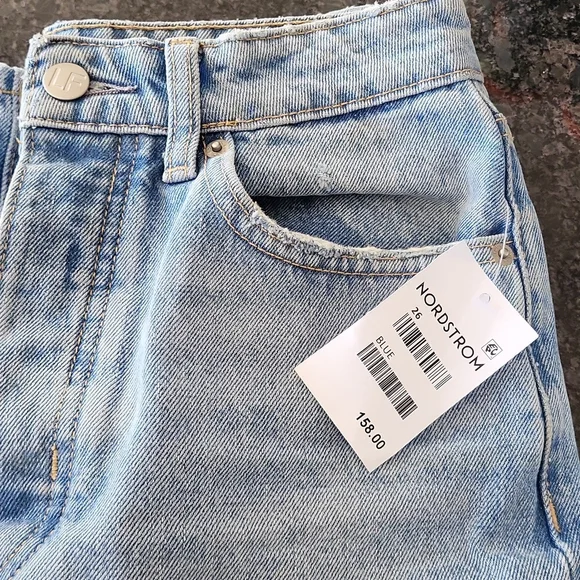 LF
NORDSTROM
26
BLUE
158.00